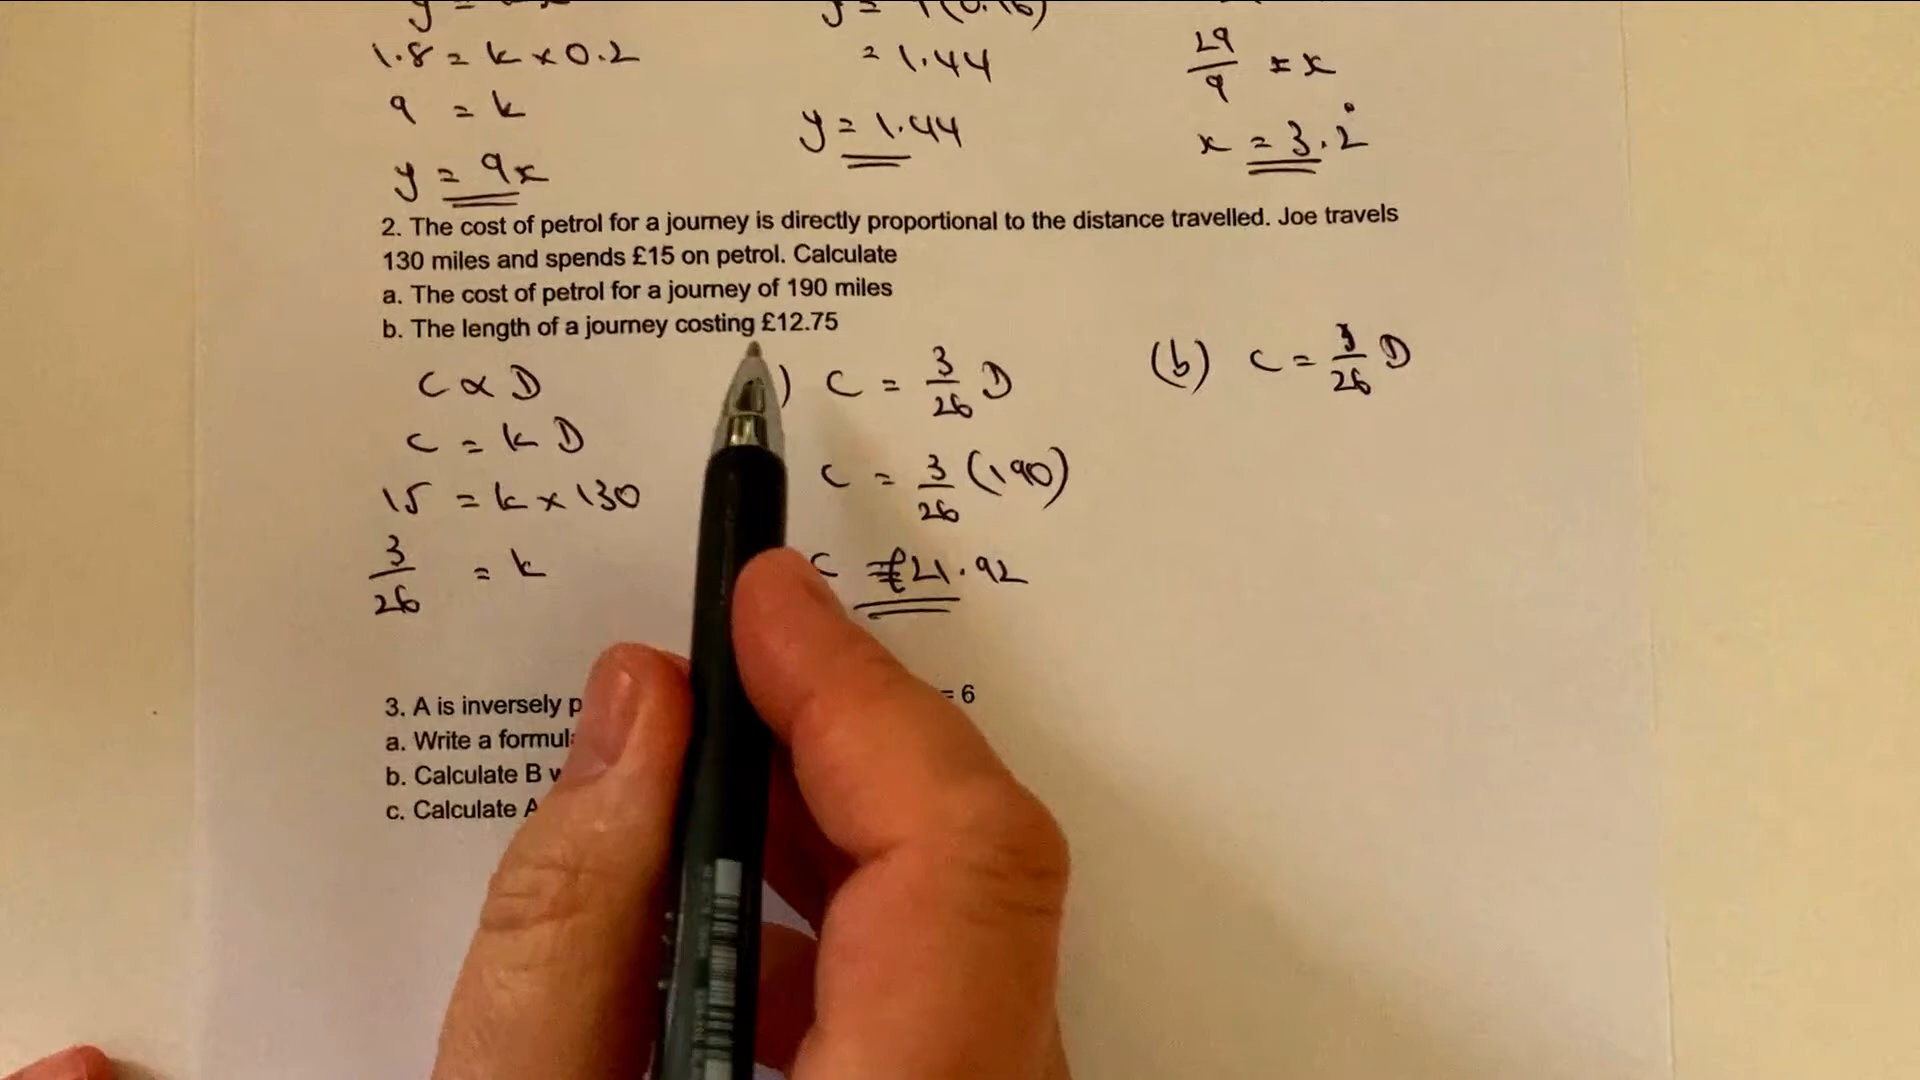 1.8 = k × 0.2
9 = k
y = 9x
= 1.44
y = 1.44
29/9 = x
x = 3.2̇
2. The cost of petrol for a journey is directly proportional to the distance travelled. Joe travels
130 miles and spends £15 on petrol. Calculate
a. The cost of petrol for a journey of 190 miles
b. The length of a journey costing £12.75
C ∝ D
C = k D
15 = k × 130
3/26 = k
) C = 3/26 D
C = 3/26 (190)
C = £21.92
(b) C = 3/26 D
3. A is inversely p
= 6
a. Write a formul
b. Calculate B w
c. Calculate A